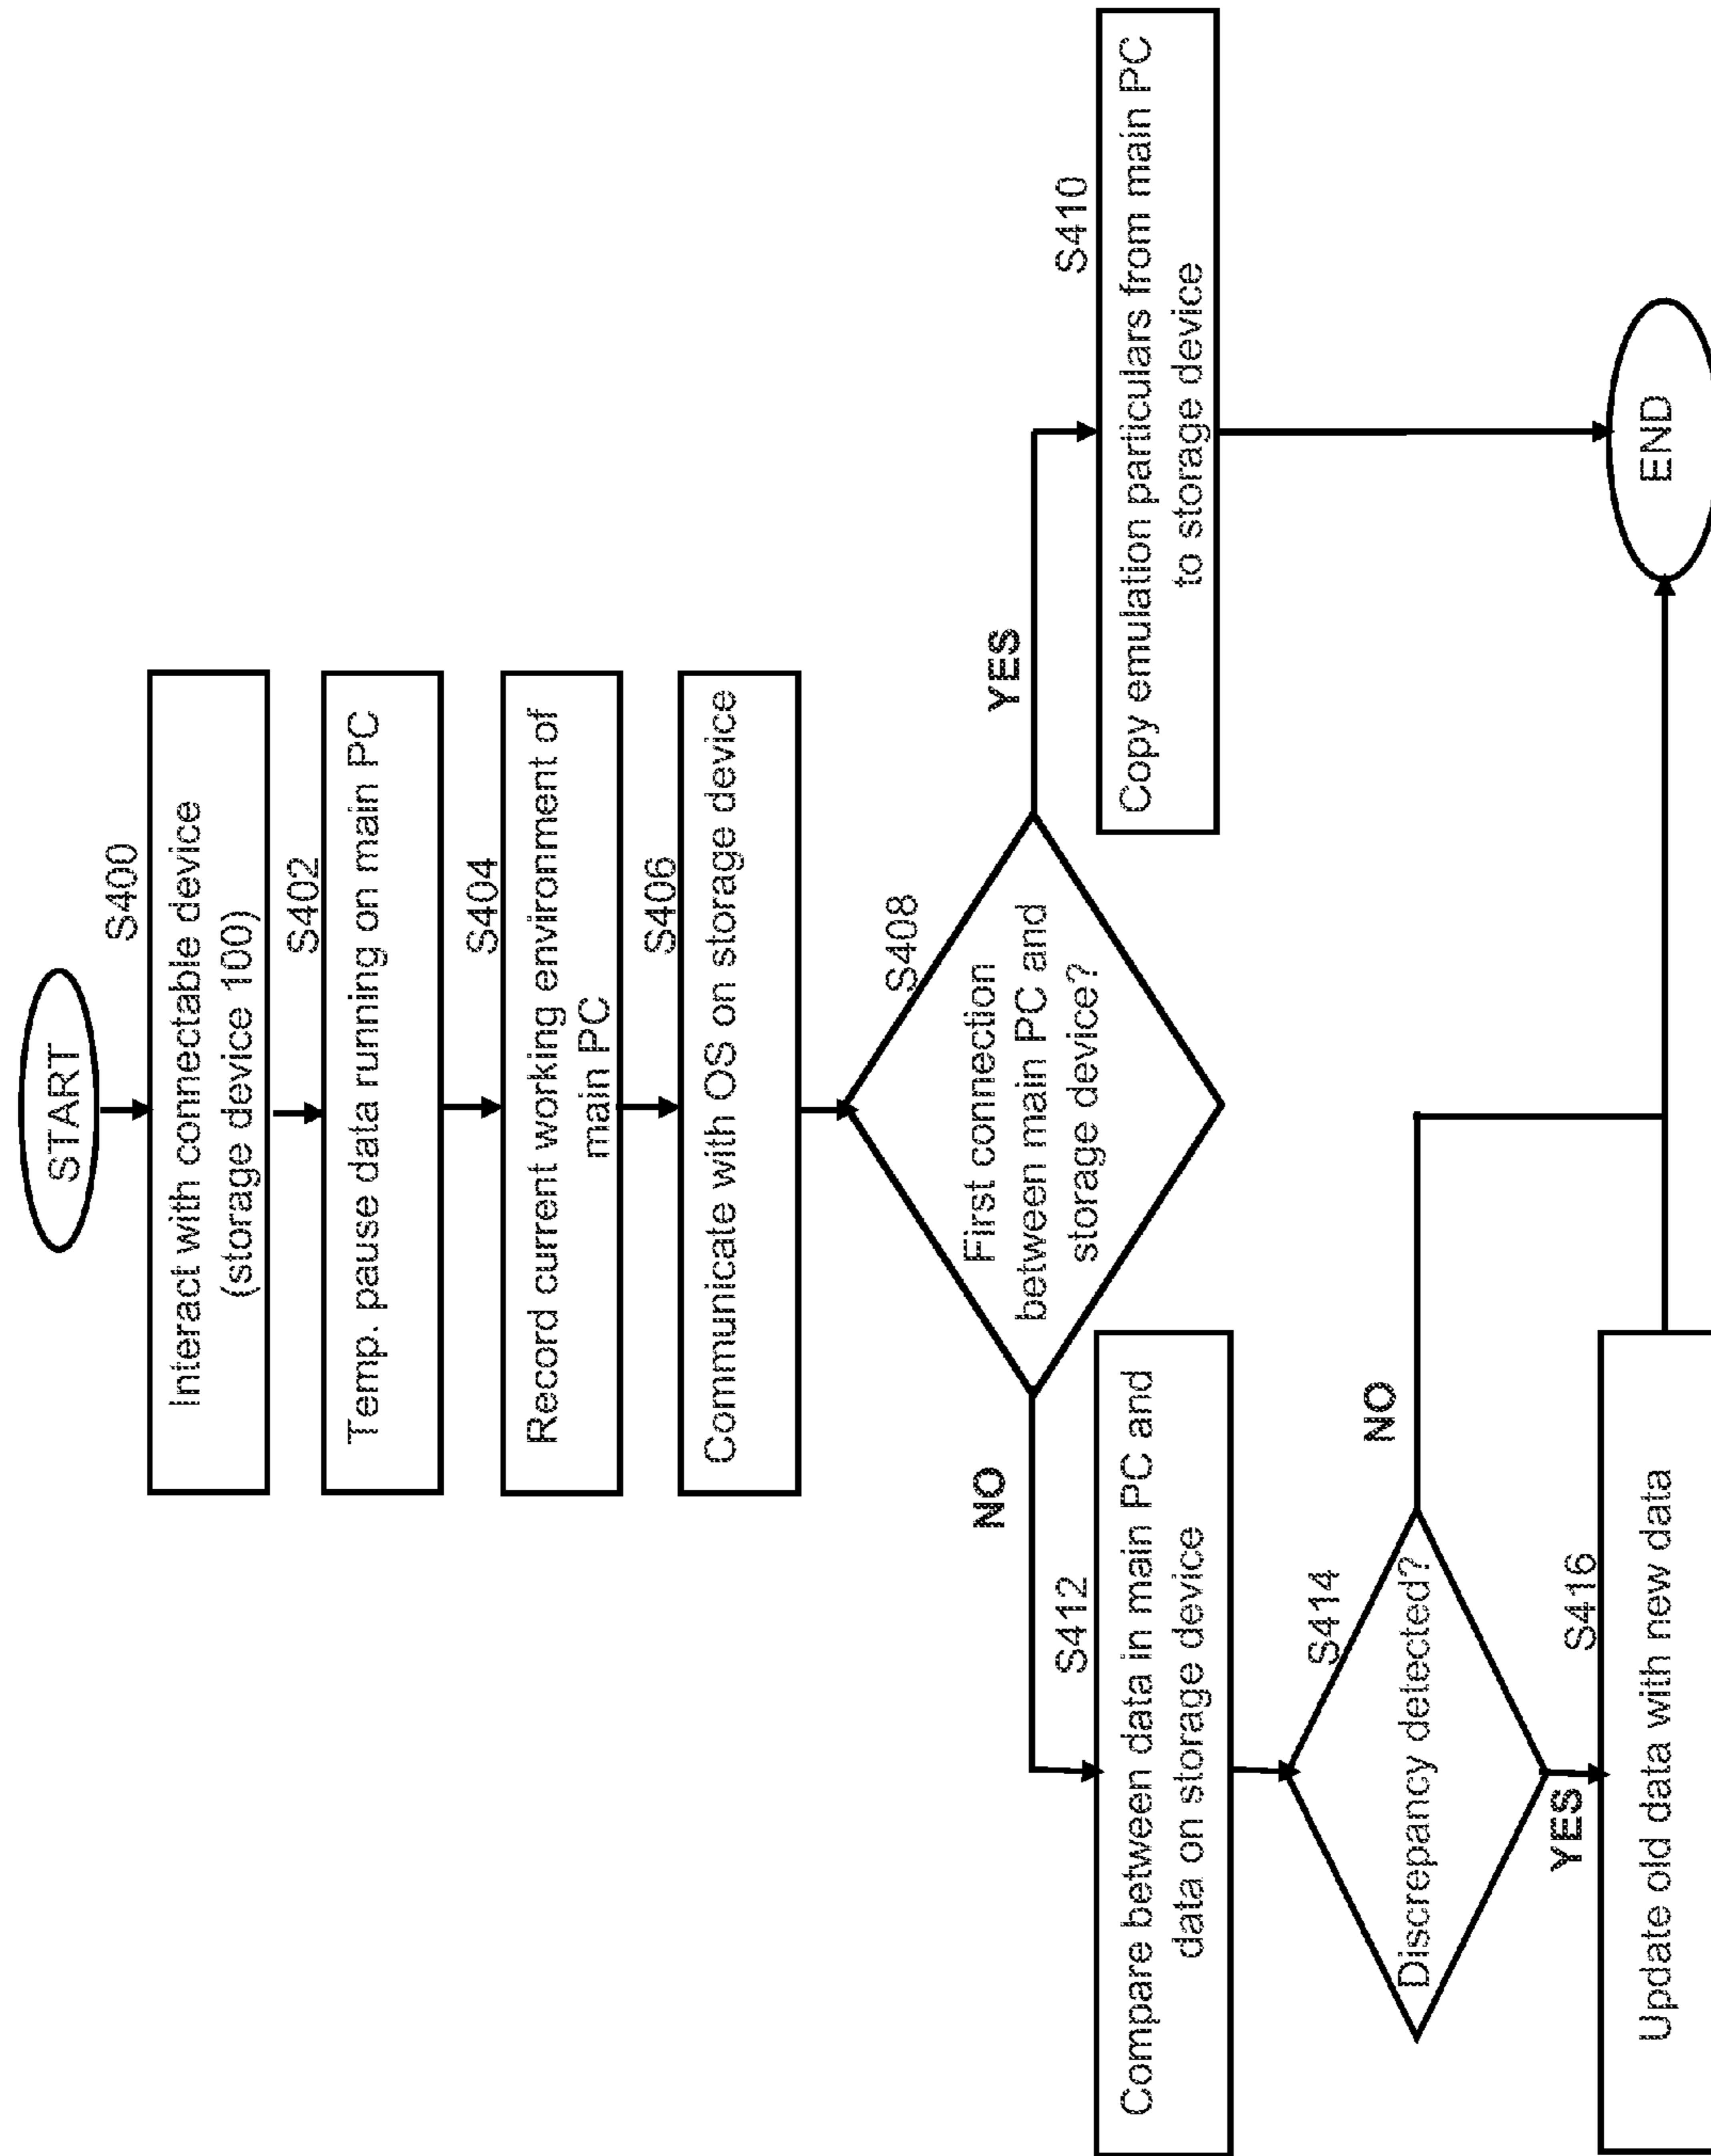 START
S400
Interact with connectable device
(storage device 100)
S402
Temp. pause data running on main PC
S404
Record current working environment of
main PC
S406
Communicate with OS on storage device
S408
First connection
between main PC and
storage device?
NO
YES
S412
Compare between data in main PC and
data on storage device
S410
Copy emulation particulars from main PC
to storage device
S414
Discrepancy detected?
NO
YES
S416
Update old data with new data
END